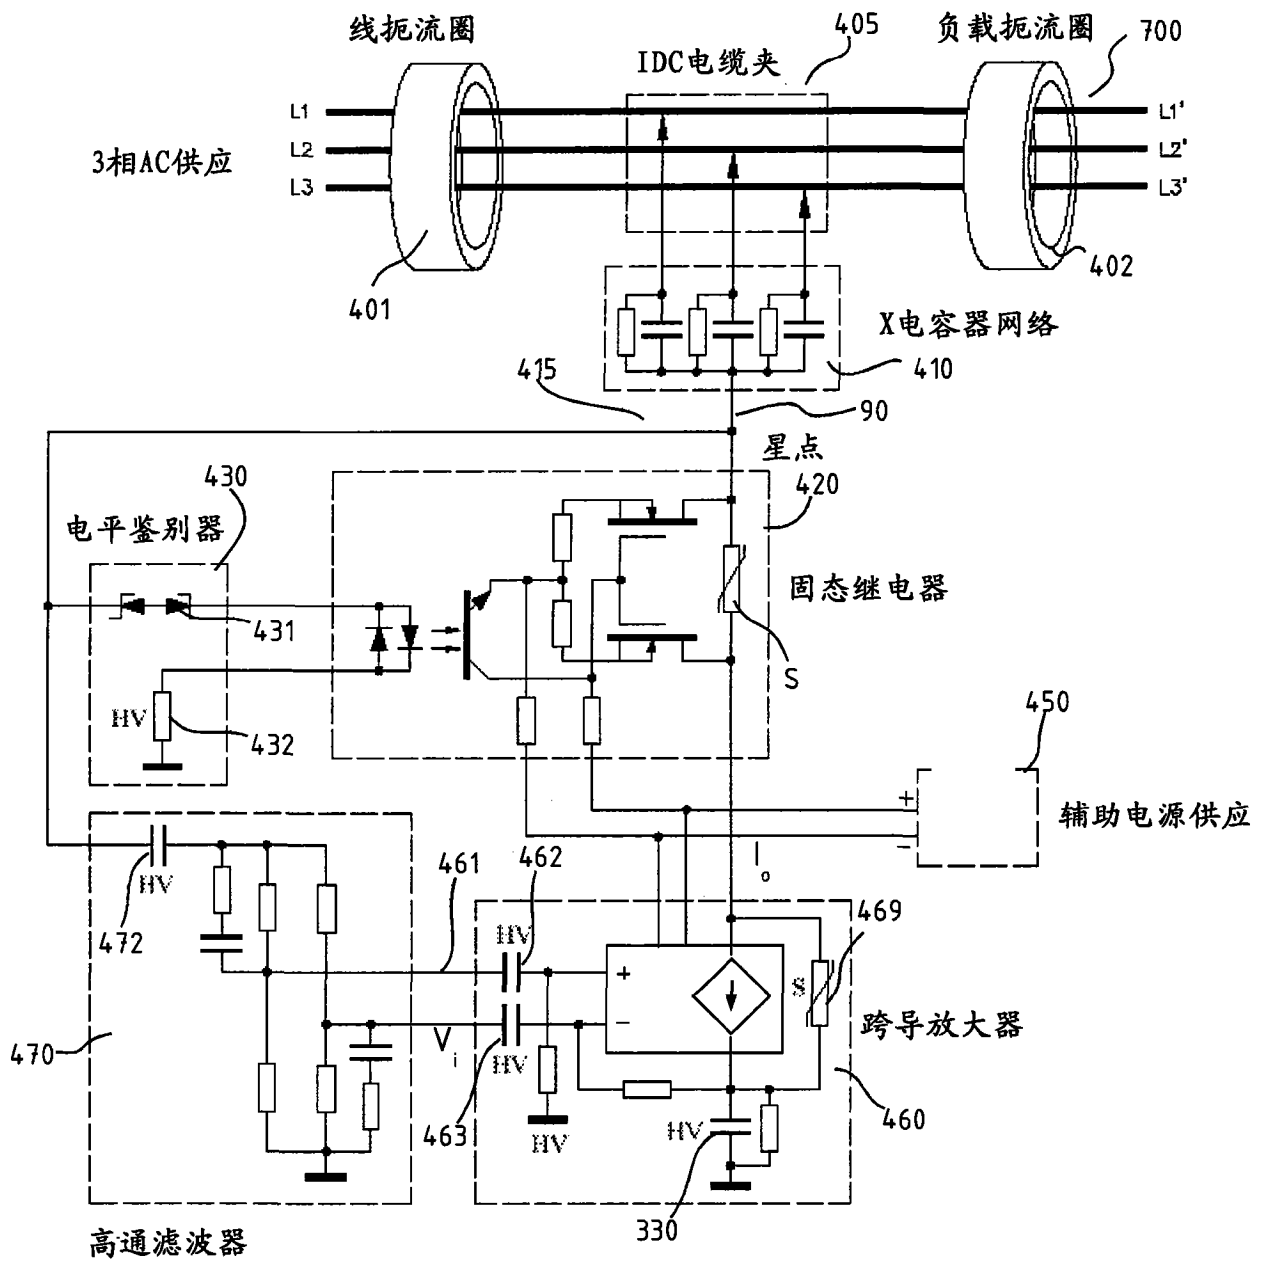 线扼流圈
405
负载扼流圈
700
IDC电缆夹
L1
L1'
3相AC供应
L2
L2'
L3
L3'
401
402
X电容器网络
415
410
90
星点
430
420
电平鉴别器
固态继电器
431
S
HV
432
450
+
辅助电源供应
−
I
o
461
462
HV
472
469
HV
+
S
跨导放大器
−
V
i
HV
470
463
HV
HV
460
330
高通滤波器